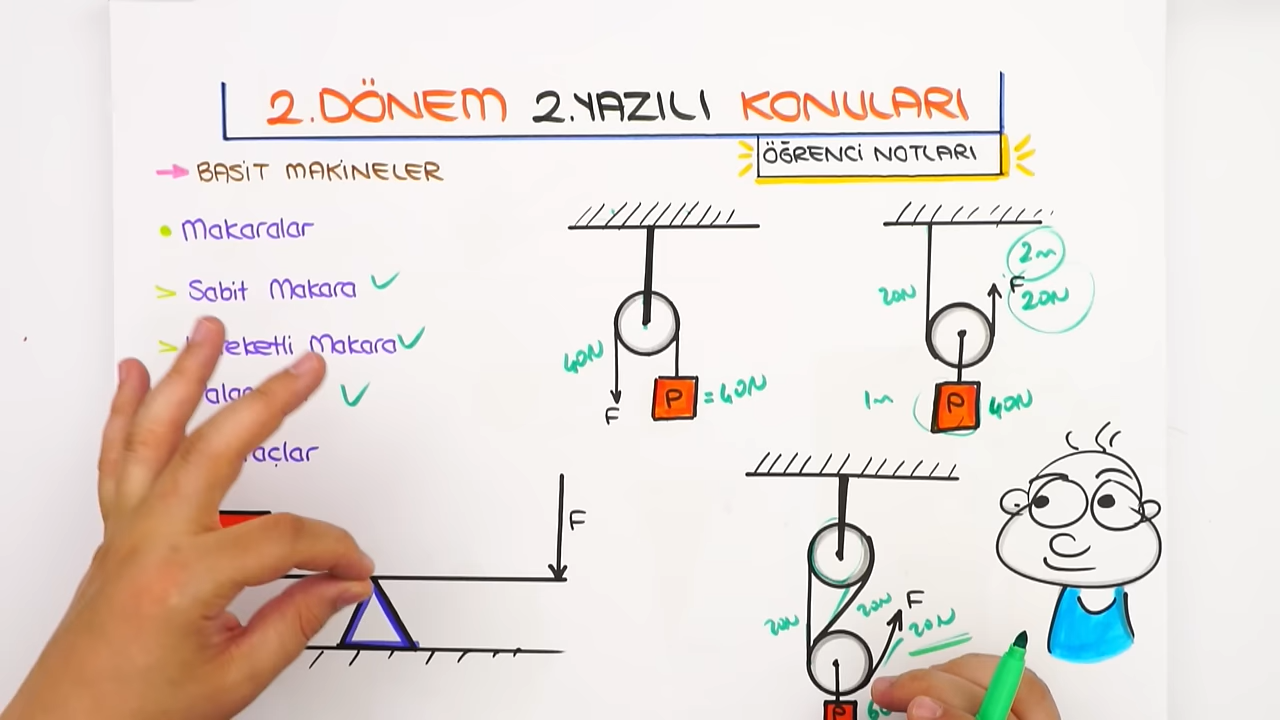 2.DÖNEM 2.YAZILI KONULARI
ÖĞRENCİ NOTLARI
BASİT MAKİNELER
Makaralar
Sabit Makara
Makara
F
40N
P
=40N
F
2m
20N
20N
1m
P
40N
F
F
20N
20N
20N
P